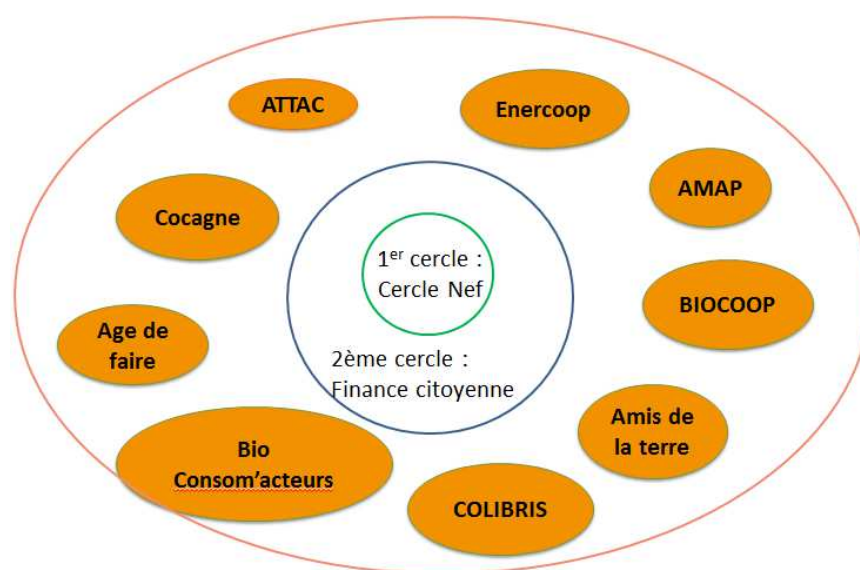 ATTAC
Enercoop
AMAP
Cocagne
1er cercle :
Cercle Nef
BIOCOOP
Age de
faire
2ème cercle :
Finance citoyenne
Amis de
la terre
Bio
Consom'acteurs
COLIBRIS